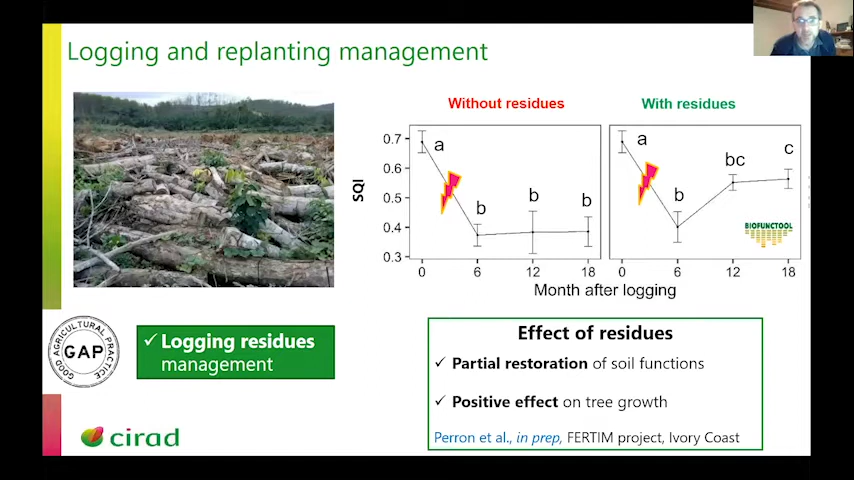 Logging and replanting management
Without residues
With residues
SQI
0.7
0.6
0.5
0.4
0.3
a
b
b
b
a
b
bc
c
BIOFUNCTOOL
0
6
12
18
0
6
12
18
Month after logging
GOOD AGRICULTURAL PRACTICE
GAP
✓ Logging residues
management
Effect of residues
✓ Partial restoration of soil functions
✓ Positive effect on tree growth
Perron et al., in prep, FERTIM project, Ivory Coast
cirad